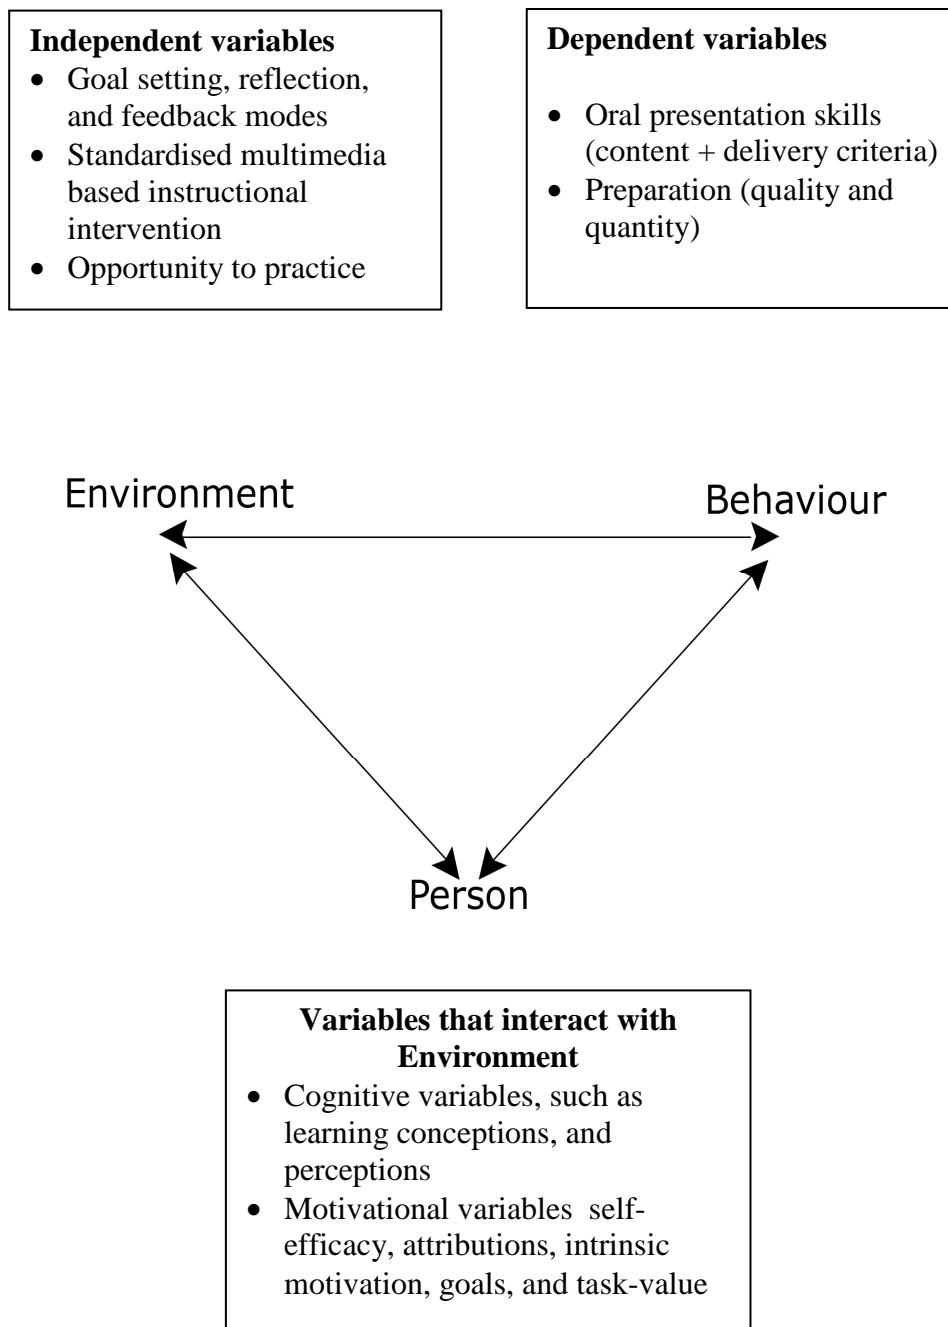 Independent variables
• Goal setting, reflection,
and feedback modes
• Standardised multimedia
based instructional
intervention
• Opportunity to practice
Dependent variables
• Oral presentation skills
(content + delivery criteria)
• Preparation (quality and
quantity)
Environment
Behaviour
Person
Variables that interact with
Environment
• Cognitive variables, such as
learning conceptions, and
perceptions
• Motivational variables  self-
efficacy, attributions, intrinsic
motivation, goals, and task-value